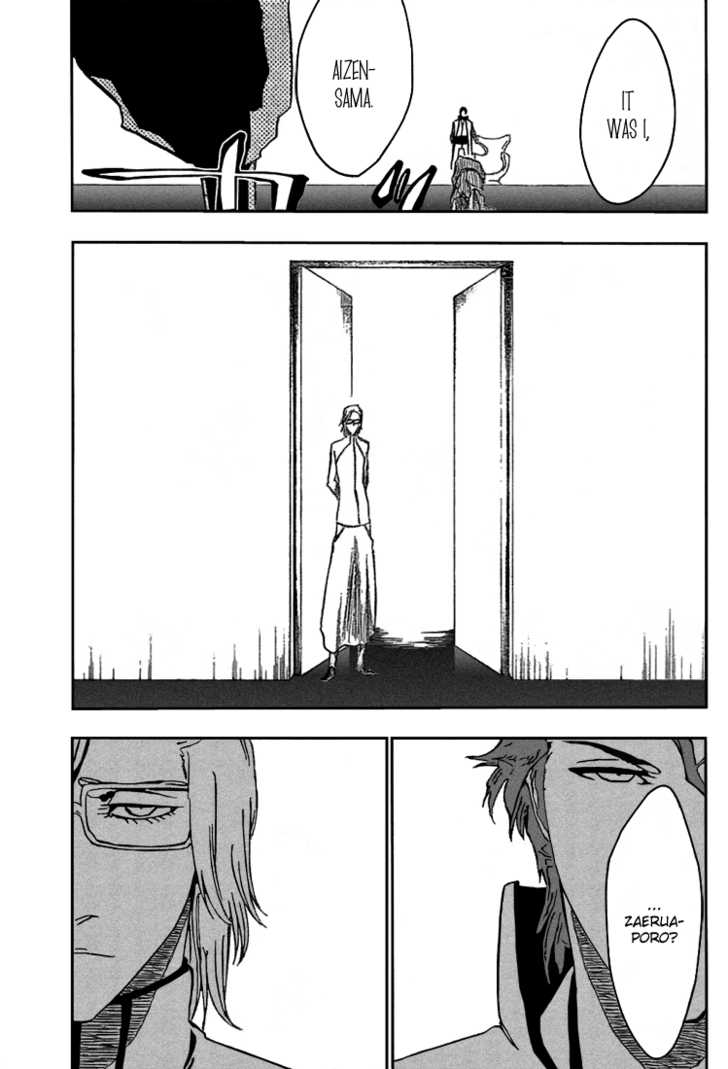 IT
WAS I,
AIZEN-
SAMA.
...
ZAERUA-
PORO?